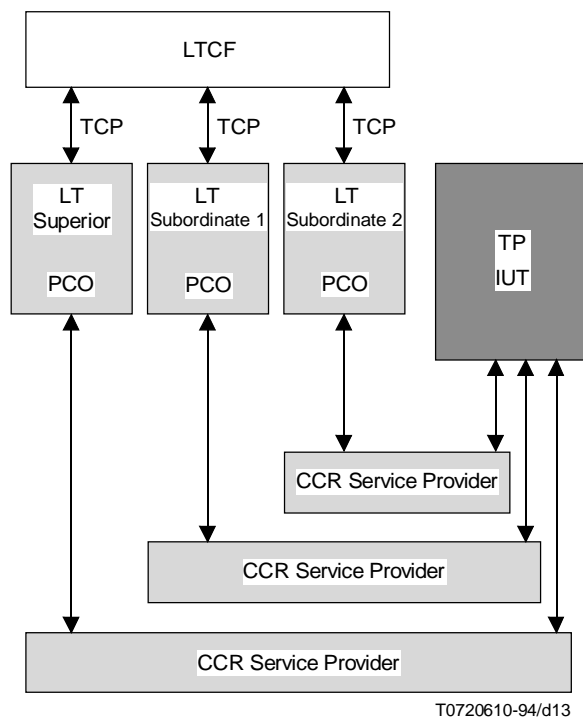 LTCF
TCP
TCP
TCP
LT
Superior
PCO
LT
Subordinate 1
PCO
LT
Subordinate 2
PCO
TP
IUT
CCR Service Provider
CCR Service Provider
CCR Service Provider
T0720610-94/d13